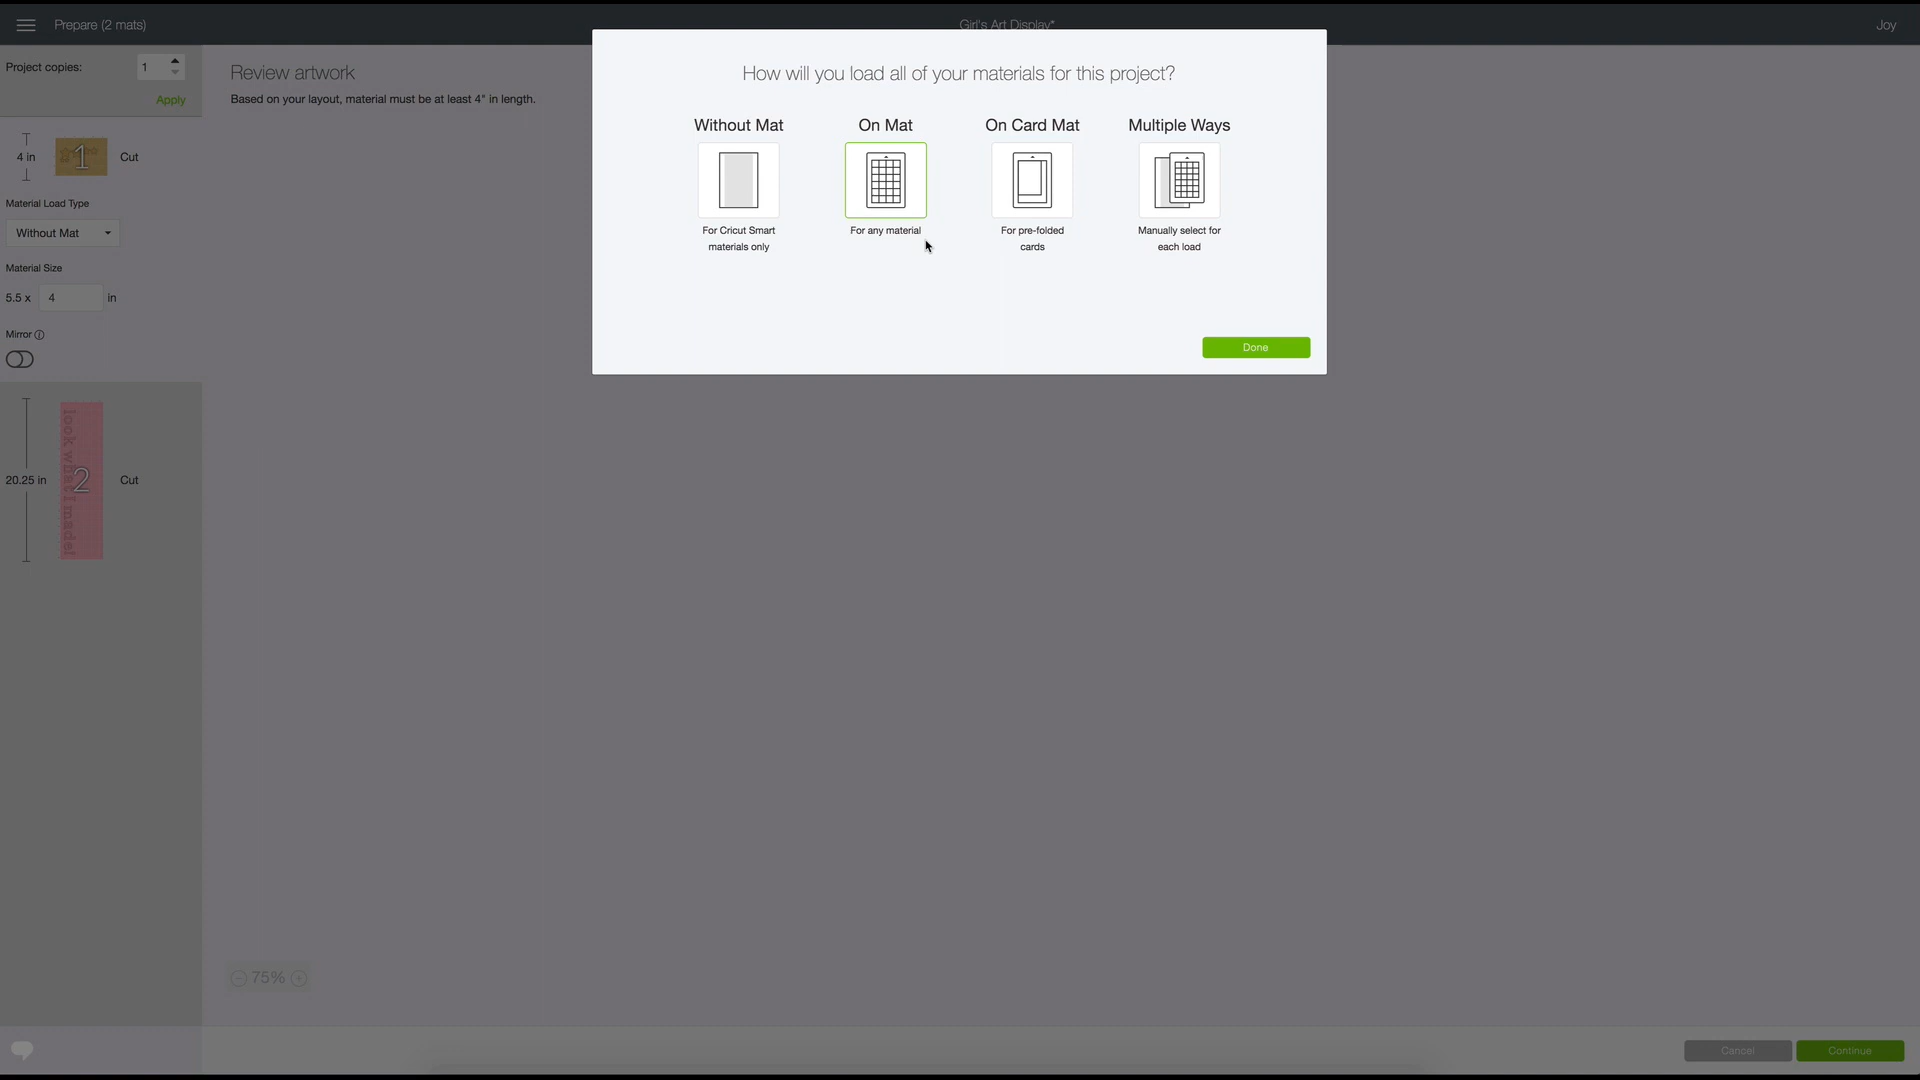 Prepare (2 mats)
Girl's Art Display*
Joy
Project copies:
1
Apply
Review artwork
Based on your layout, material must be at least 4" in length.
4 in
1
Cut
Material Load Type
Without Mat
Material Size
5.5 x
4
in
Mirror
20.25 in
look what I made!
2
Cut
How will you load all of your materials for this project?
Without Mat
On Mat
On Card Mat
Multiple Ways
For Cricut Smart
materials only
For any material
For pre-folded
cards
Manually select for
each load
Done
75%
Cancel
Continue